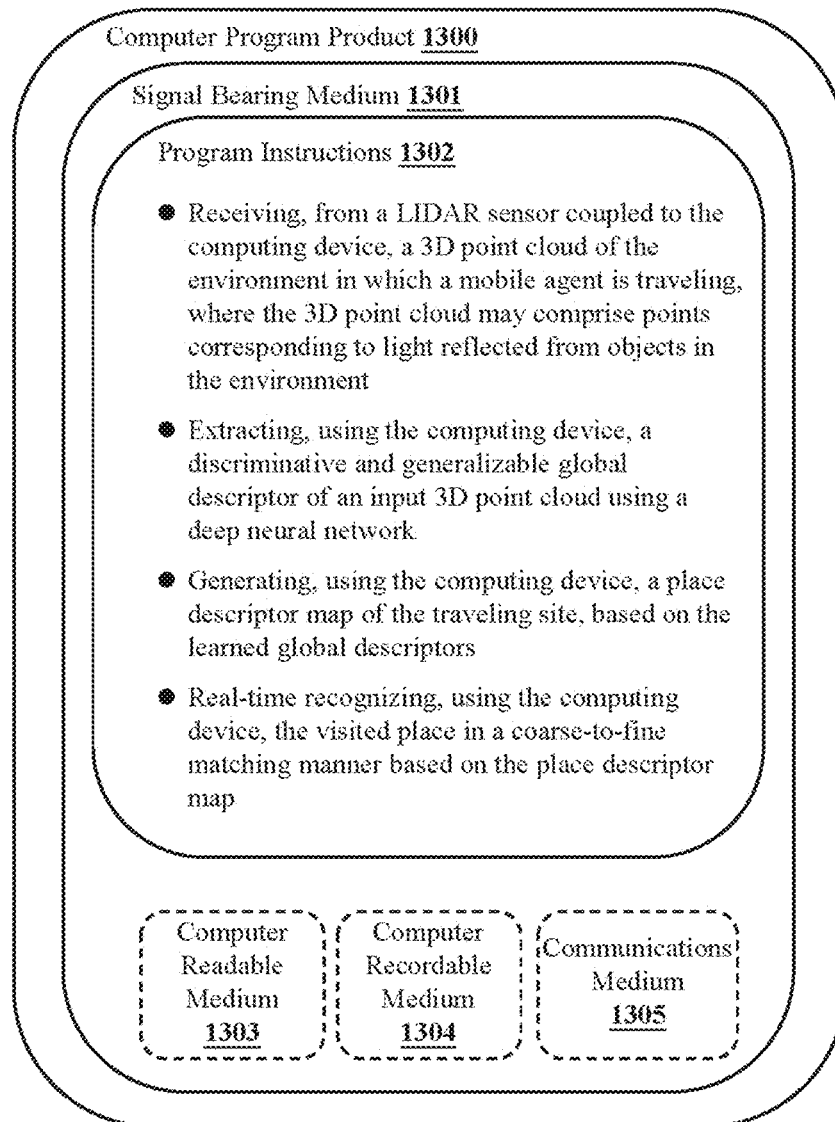 Computer Program Product 1300
Signal Bearing Medium 1301
Program Instructions 1302
● Receiving, from a LIDAR sensor coupled to the
computing device, a 3D point cloud of the
environment in which a mobile agent is traveling,
where the 3D point cloud may comprise points
corresponding to light reflected from objects in
the environment
● Extracting, using the computing device, a
discriminative and generalizable global
descriptor of an input 3D point cloud using a
deep neural network.
● Generating, using the computing device, a place
descriptor map of the traveling site, based on the
learned global descriptors
● Real-time recognizing, using the computing
device, the visited place in a coarse-to-fine
matching manner based on the place descriptor
map
Computer
Readable
Medium
1303
Computer
Recordable
Medium
1304
Communications
Medium
1305